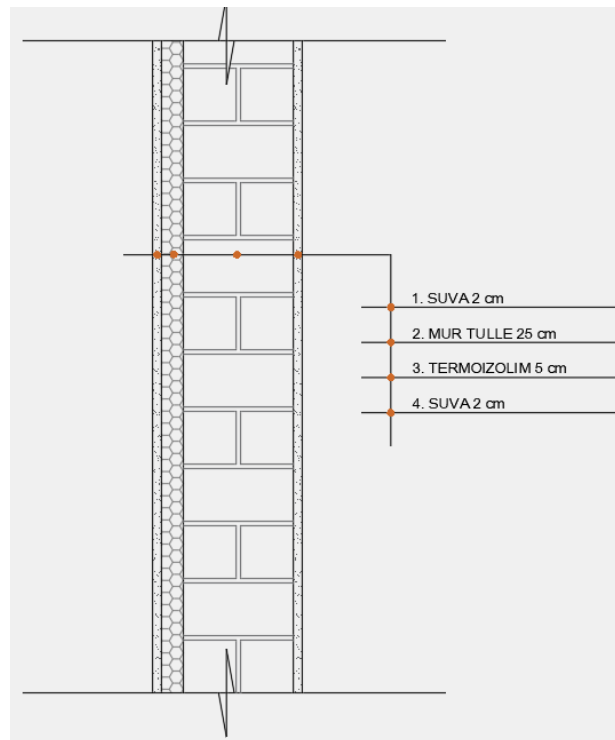 1. SUVA 2 cm
2. MUR TULLE 25 cm
3. TERMOIZOLIM 5 cm
4. SUVA 2 cm